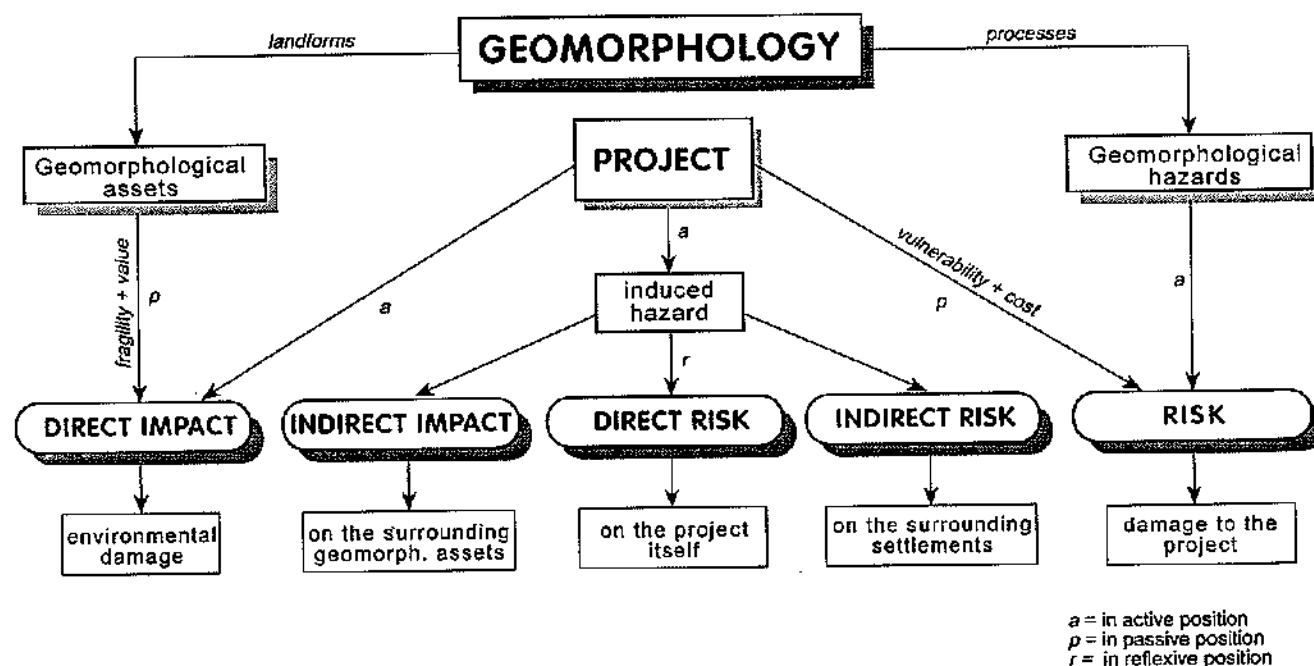 landforms
GEOMORPHOLOGY
processes
Geomorphological
assets
PROJECT
Geomorphological
hazards
fragility + value
p
a
a
induced
hazard
vulnerability + cost
p
a
r
DIRECT IMPACT
INDIRECT IMPACT
DIRECT RISK
INDIRECT RISK
RISK
environmental
damage
on the surrounding
geomorph. assets
on the project
itself
on the surrounding
settlements
damage to the
project
a = in active position
p = in passive position
r = in reflexive position